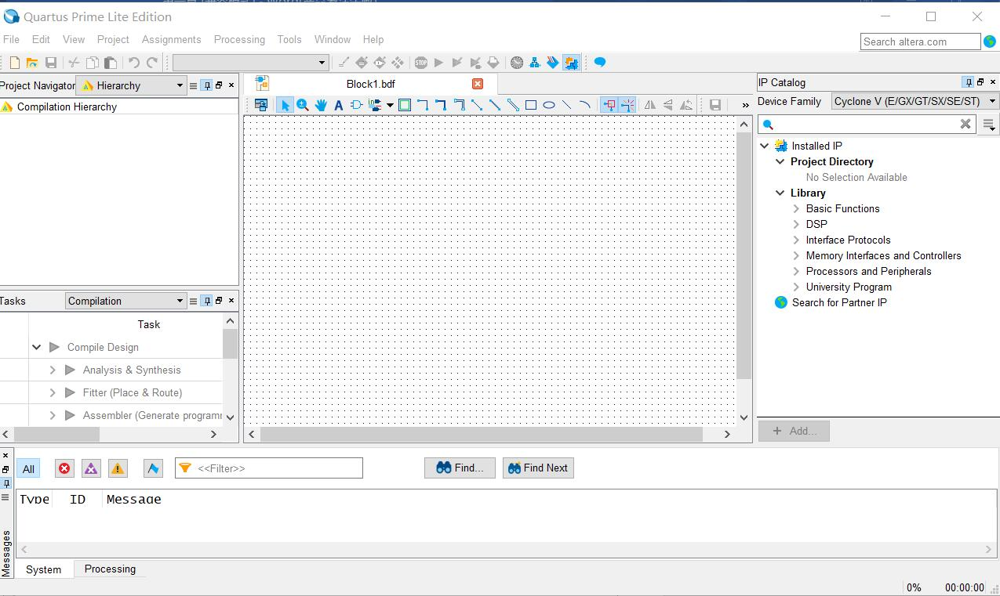 Quartus Prime Lite Edition
File Edit View Project Assignments Processing Tools Window Help
Search altera.com
STOP
Project Navigator Hierarchy
Compilation Hierarchy
Tasks Compilation
Task
Compile Design
Analysis & Synthesis
Fitter (Place & Route)
Assembler (Generate programm
Block1.bdf
A
»
IP Catalog
Device Family Cyclone V (E/GX/GT/SX/SE/ST)
Installed IP
Project Directory
No Selection Available
Library
Basic Functions
DSP
Interface Protocols
Memory Interfaces and Controllers
Processors and Peripherals
University Program
Search for Partner IP
+ Add...
Messages
All <<Filter>> Find... Find Next
Type ID Message
System Processing
0% 00:00:00